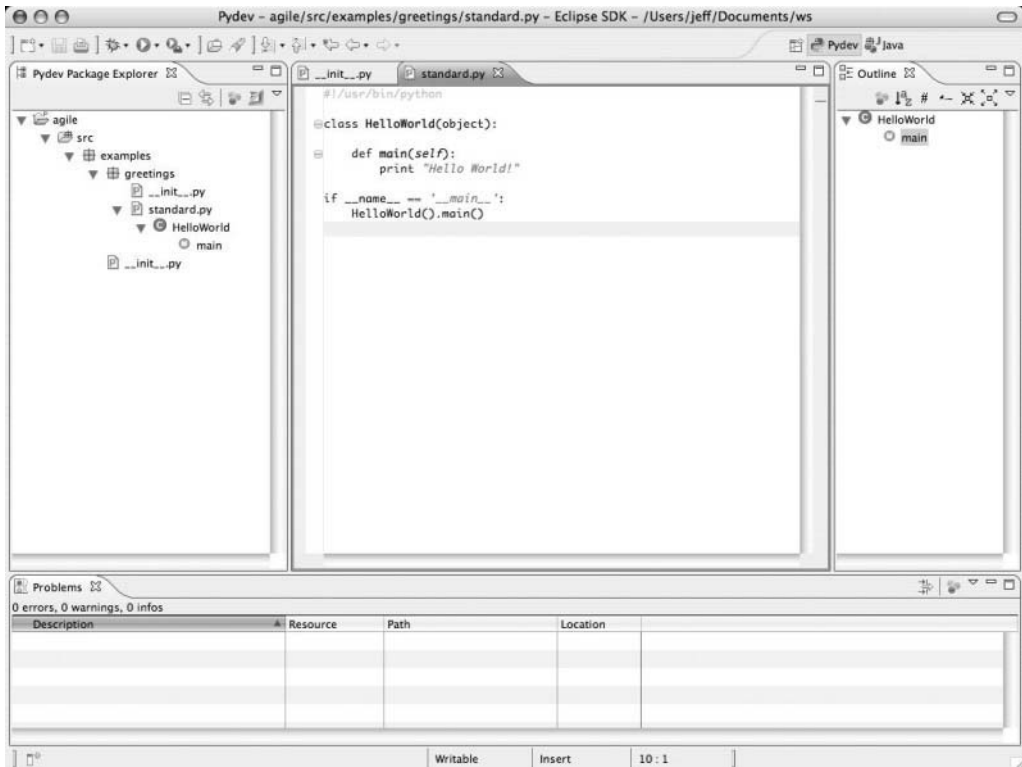 Pydev - agile/src/examples/greetings/standard.py - Eclipse SDK - /Users/jeff/Documents/ws
Pydev Java
Pydev Package Explorer
agile
src
examples
greetings
__init__.py
standard.py
HelloWorld
main
__init__.py
__init__.py standard.py
#!/usr/bin/python
class HelloWorld(object):
def main(self):
print "Hello World!"
if __name__ == '__main__':
HelloWorld().main()
Outline
HelloWorld
main
Problems
0 errors, 0 warnings, 0 infos
Description Resource Path Location
Writable Insert 10 : 1